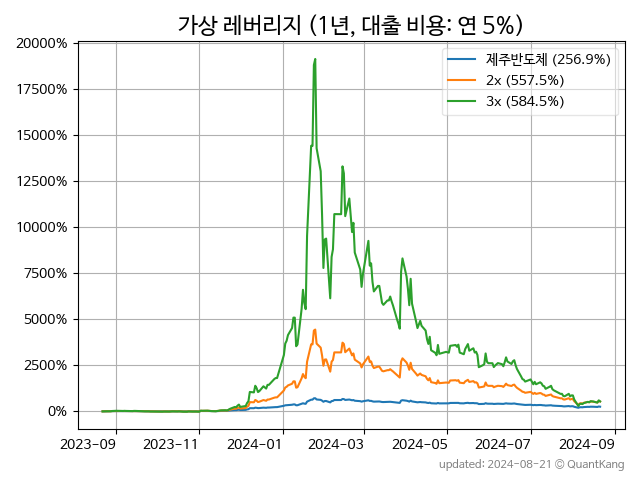 가상 레버리지 (1년, 대출 비용: 연 5%)
제주반도체 (256.9%)
2x (557.5%)
3x (584.5%)
20000%
17500%
15000%
12500%
10000%
7500%
5000%
2500%
0%
2023-09 2023-11 2024-01 2024-03 2024-05 2024-07 2024-09
updated: 2024-08-21 © QuantKang